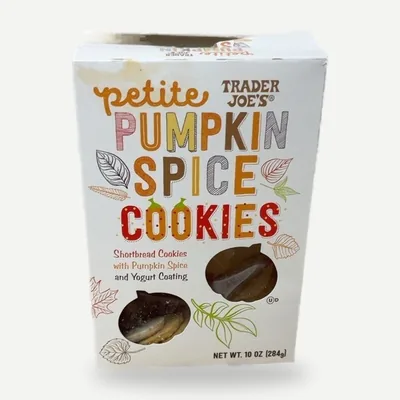 petite
TRADER
JOE'S®
PUMPKIN
SPICE
COOKIES
Shortbread Cookies
with Pumpkin Spice
and Yogurt Coating
U D
NET WT. 10 OZ (284g)